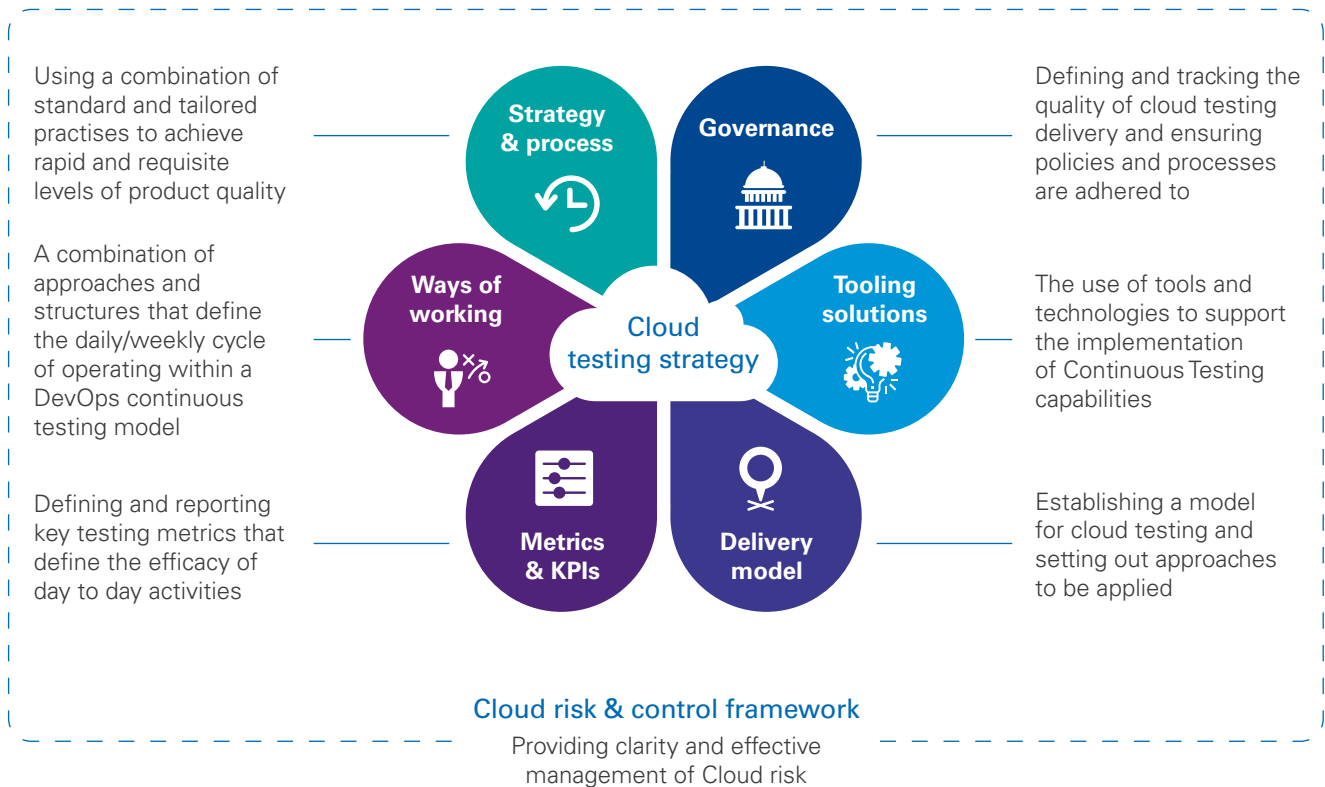 Using a combination of
standard and tailored
practises to achieve
rapid and requisite
levels of product quality
Strategy
& process
Governance
Defining and tracking the
quality of cloud testing
delivery and ensuring
policies and processes
are adhered to
A combination of
approaches and
structures that define
the daily/weekly cycle
of operating within a
DevOps continuous
testing model
Ways of
working
Cloud
testing strategy
Tooling
solutions
The use of tools and
technologies to support
the implementation
of Continuous Testing
capabilities
Defining and reporting
key testing metrics that
define the efficacy of
day to day activities
Metrics
& KPIs
Delivery
model
Establishing a model
for cloud testing and
setting out approaches
to be applied
Cloud risk & control framework
Providing clarity and effective
management of Cloud risk